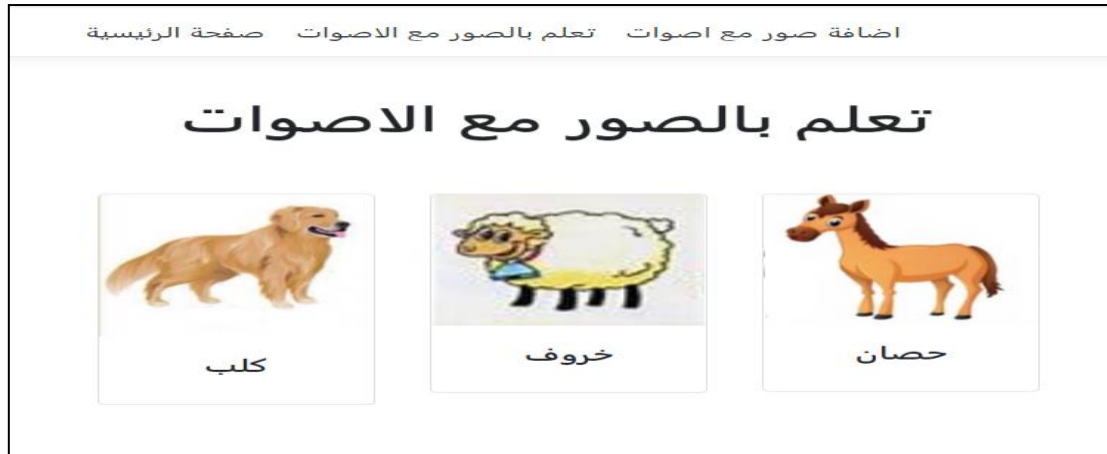 اضافة صور مع اصوات تعلم بالصور مع الاصوات صفحة الرئيسية
تعلم بالصور مع الاصوات
حصان
خروف
كلب